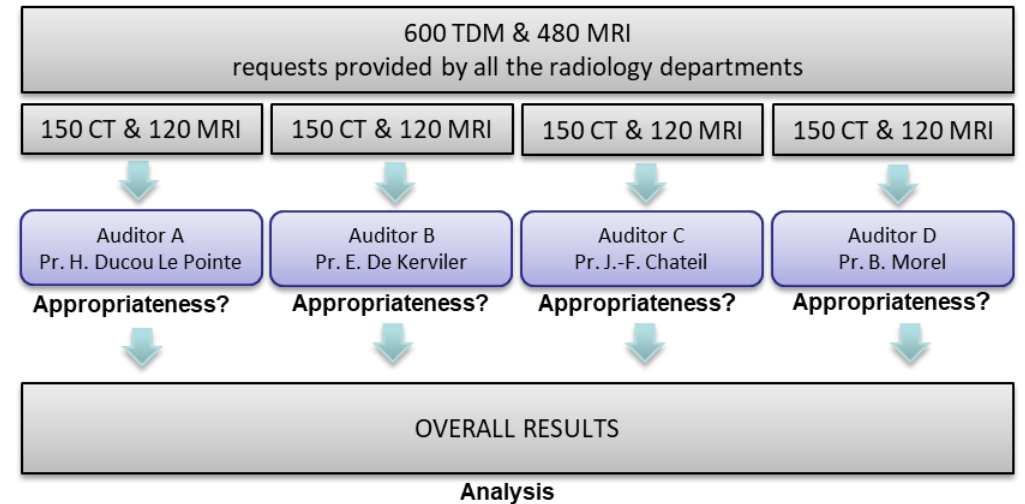 600 TDM & 480 MRI
requests provided by all the radiology departments
150 CT & 120 MRI
150 CT & 120 MRI
150 CT & 120 MRI
150 CT & 120 MRI
Auditor A
Pr. H. Ducou Le Pointe
Auditor B
Pr. E. De Kerviler
Auditor C
Pr. J.-F. Chateil
Auditor D
Pr. B. Morel
Appropriateness?
Appropriateness?
Appropriateness?
Appropriateness?
OVERALL RESULTS
Analysis